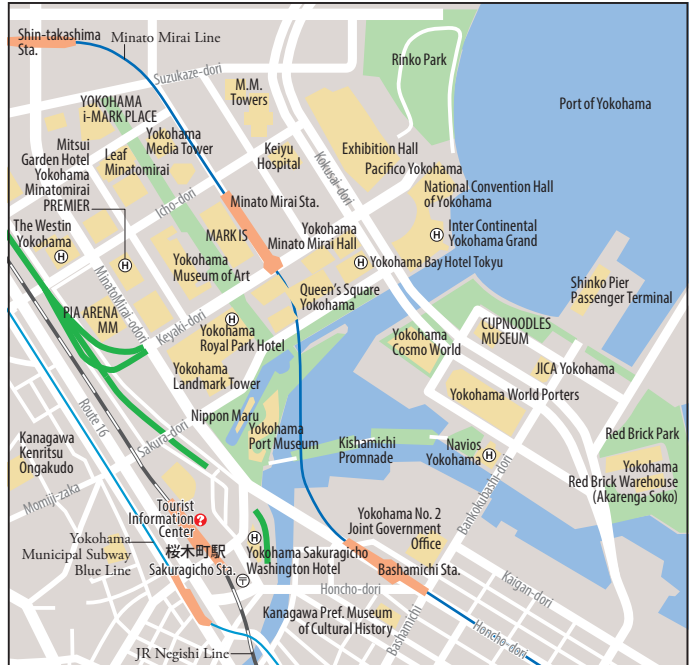 Shin-takashima
Sta.
Minato Mirai Line
Suzukaze-dori
Rinko Park
Port of Yokohama
M.M.
Towers
YOKOHAMA
i-MARK PLACE
Yokohama
Media Tower
Mitsui
Garden Hotel
Yokohama
Minatomirai
PREMIER
Leaf
Minatomirai
Keiyu
Hospital
Exhibition Hall
Pacifico Yokohama
Kokusai-dori
National Convention Hall
of Yokohama
Icho-dori
Minato Mirai Sta.
The Westin
Yokohama
H
H
MARK IS
Yokohama
Minato Mirai Hall
H
Inter Continental
Yokohama Grand
Yokohama
Museum of Art
H
Yokohama Bay Hotel Tokyu
MinatoMirai-odori
Queen's Square
Yokohama
Shinko Pier
Passenger Terminal
PIA ARENA
MM
Keyaki-dori
H
Yokohama
Royal Park Hotel
Yokohama
Cosmo World
CUPNOODLES
MUSEUM
Yokohama
Landmark Tower
JICA Yokohama
Yokohama World Porters
Route 16
Sakura-dori
Nippon Maru
Yokohama
Port Museum
Kishamichi
Promnade
Navios
Yokohama
H
Red Brick Park
Yokohama
Red Brick Warehouse
(Akarenga Soko)
Kanagawa
Kenritsu
Ongakudo
Momiji-zaka
Bankokubashi-dori
Tourist
Information
Center
?
Yokohama No. 2
Joint Government
Office
Yokohama
Municipal Subway
Blue Line
桜木町駅
Sakuragicho Sta.
〒
H
Yokohama Sakuragicho
Washington Hotel
Bashamichi Sta.
Honcho-dori
Kaigan-dori
Kanagawa Pref. Museum
of Cultural History
Bashamichi
Honcho-dori
JR Negishi Line